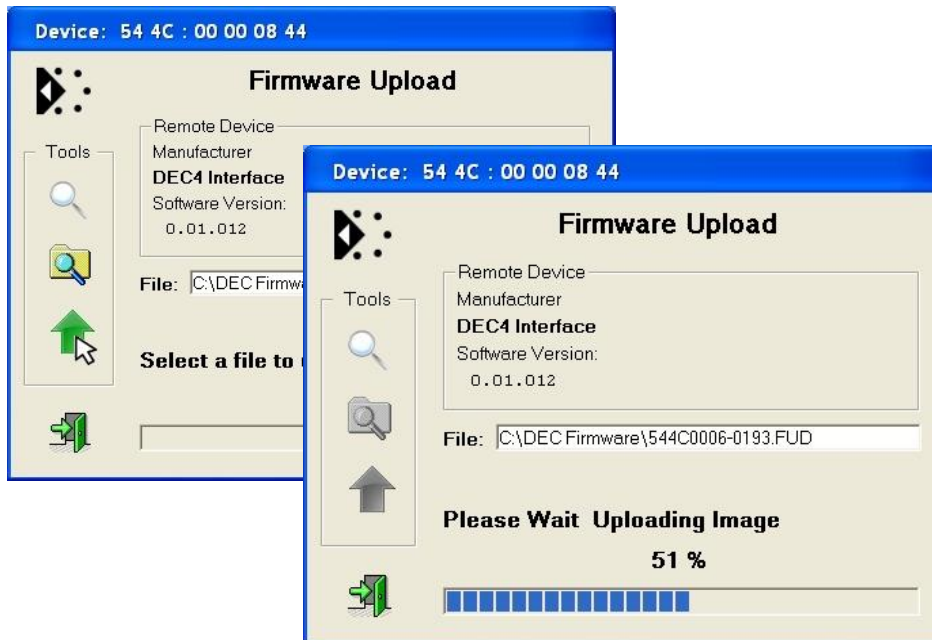 Device: 54 4C : 00 00 08 44
Firmware Upload
Remote Device
Tools
Manufacturer
DEC4 Interface
Software Version:
0.01.012
File: C:\DEC Firmw
Select a file to
Device: 54 4C : 00 00 08 44
Firmware Upload
Remote Device
Tools
Manufacturer
DEC4 Interface
Software Version:
0.01.012
File: C:\DEC Firmware\544C0006-0193.FUD
Please Wait Uploading Image
51 %